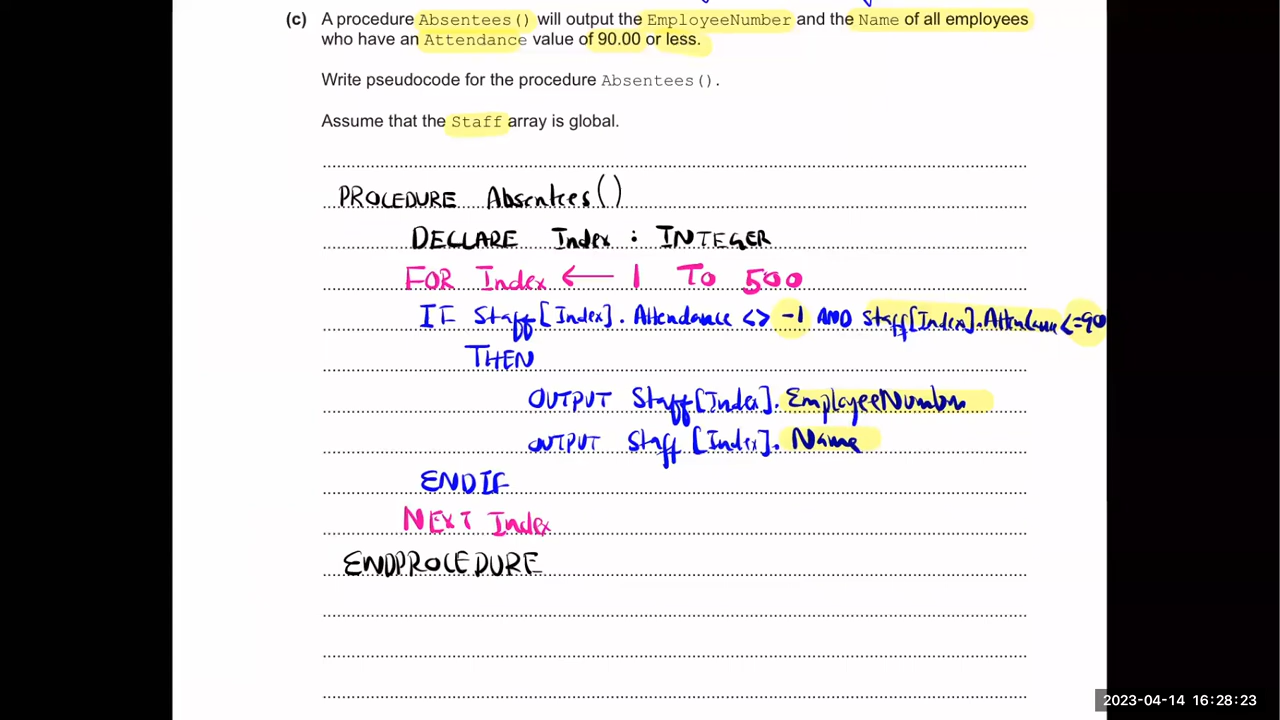 (c) A procedure Absentees() will output the EmployeeNumber and the Name of all employees
who have an Attendance value of 90.00 or less.
Write pseudocode for the procedure Absentees().
Assume that the Staff array is global.
PROCEDURE Absentees()
DECLARE Index : INTEGER
FOR Index ← 1 To 500
IF Staff[Index].Attendance <> -1 AND Staff[Index].Attendance <=90
THEN
OUTPUT Staff[Index].EmployeeNumber
OUTPUT Staff[Index].Name
ENDIF
NEXT Index
ENDPROCEDURE
2023-04-14 16:28:23